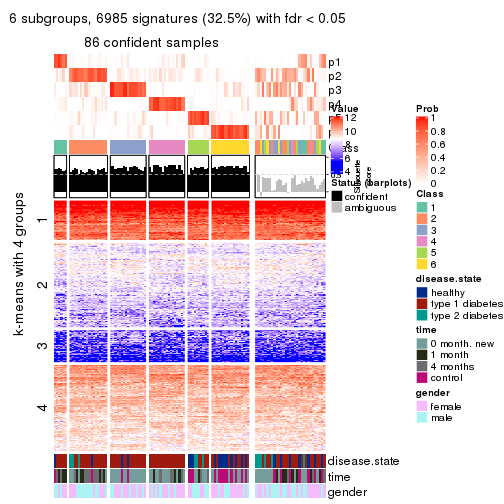 6 subgroups, 6985 signatures (32.5%) with fdr < 0.05
86 confident samples
p1
p2
p3
p4
Value
12
10
8
6
4
Prob
1
0.8
0.6
0.4
0.2
0
Status (barplots)
confident
ambiguous
Class
1
2
3
4
5
6
k-means with 4 groups
1
2
3
4
disease.state
healthy
type 1 diabetes
type 2 diabetes
time
0 month. new
1 month
4 months
control
gender
female
male
disease.state
time
gender